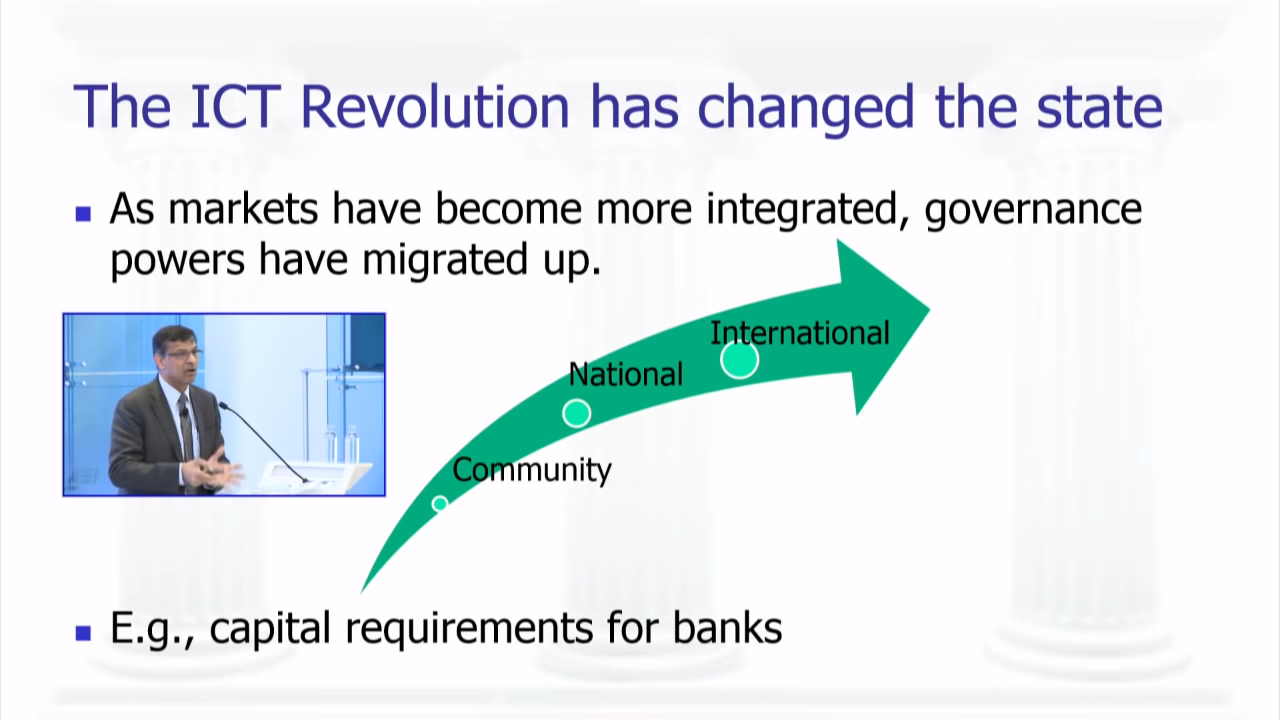 The ICT Revolution has changed the state
As markets have become more integrated, governance
powers have migrated up.
International
National
Community
E.g., capital requirements for banks